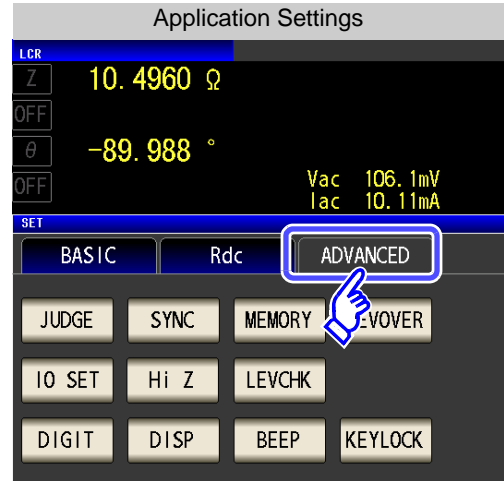 Application Settings
LCR
Z 10.4960 Ω
OFF
θ -89.988 °
OFF
Vac 106.1mV
Iac 10.11mA
SET
BASIC Rdc ADVANCED
JUDGE SYNC MEMORY EVOVER
IO SET Hi Z LEVCHK
DIGIT DISP BEEP KEYLOCK